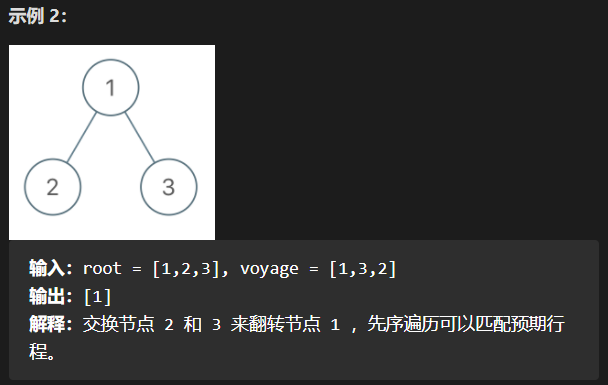 示例 2：
1
2 3
输入：root = [1,2,3], voyage = [1,3,2]
输出：[1]
解释：交换节点 2 和 3 来翻转节点 1 ，先序遍历可以匹配预期行
程。